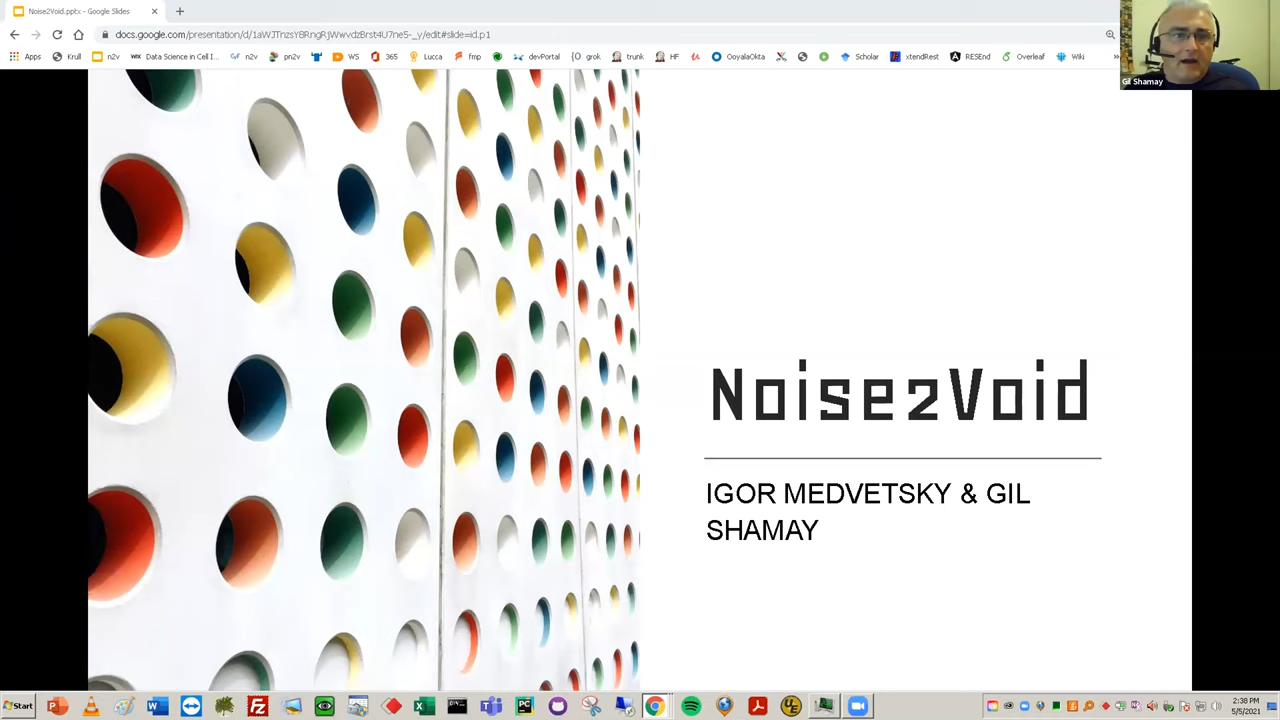 Noise2Void.pptx - Google Slides
docs.google.com/presentation/d/1aWJTnzsY8RngRjWwvdzBrst4U7ne5-_y/edit#slide=id.p1
Apps Krull n2v Data Science in Cell I... n2v pn2v WS 365 Lucca fmp devPortal grok trunk HF OoyalaOkta Scholar xtendRest RESEnd Overleaf Wiki
Gil Shamay
Noise2Void
IGOR MEDVETSKY & GIL
SHAMAY
Start
2:38 PM
5/5/2021